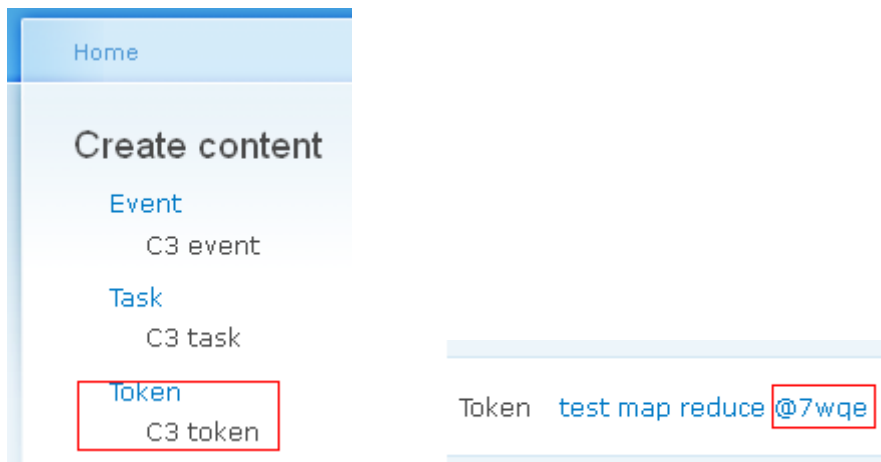 Home
Create content
Event
C3 event
Task
C3 task
Token
C3 token
Token test map reduce @7wqe